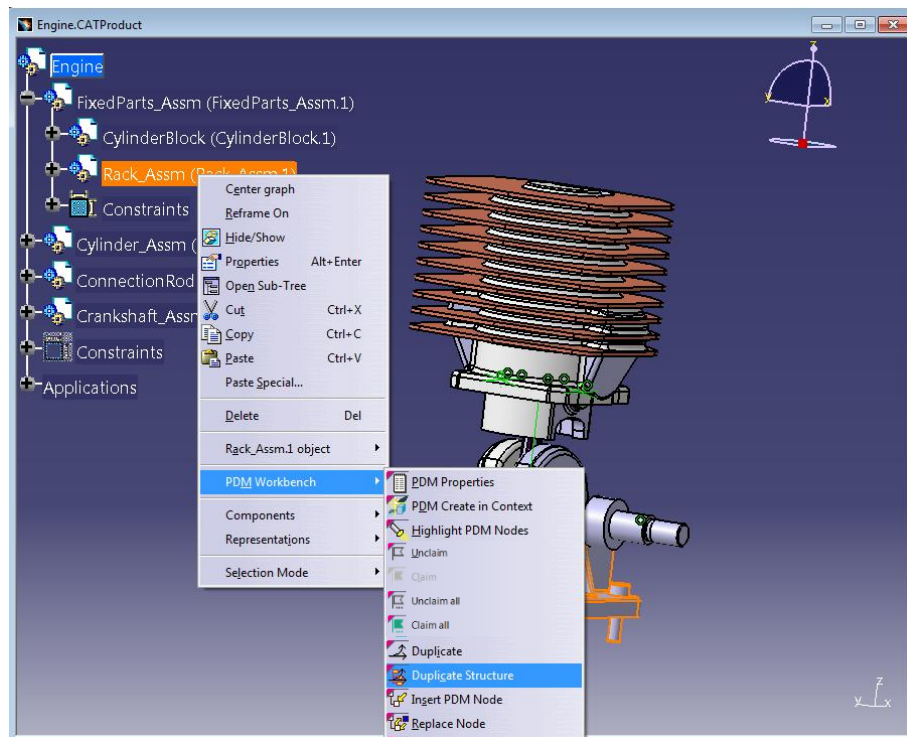 Engine.CATProduct
Engine
FixedParts_Assm (FixedParts_Assm.1)
CylinderBlock (CylinderBlock.1)
Rack_Assm (Rack_Assm.1)
Constraints
Cylinder_Assm (
ConnectionRod
Crankshaft_Assm
Constraints
Applications
Center graph
Reframe On
Hide/Show
Properties Alt+Enter
Open Sub-Tree
Cut Ctrl+X
Copy Ctrl+C
Paste Ctrl+V
Paste Special...
Delete Del
Rack_Assm.1 object
PDM Workbench
Components
Representations
Selection Mode
PDM Properties
PDM Create in Context
Highlight PDM Nodes
Unclaim
Claim
Unclaim all
Claim all
Duplicate
Duplicate Structure
Insert PDM Node
Replace Node
z
y
x
z
y x